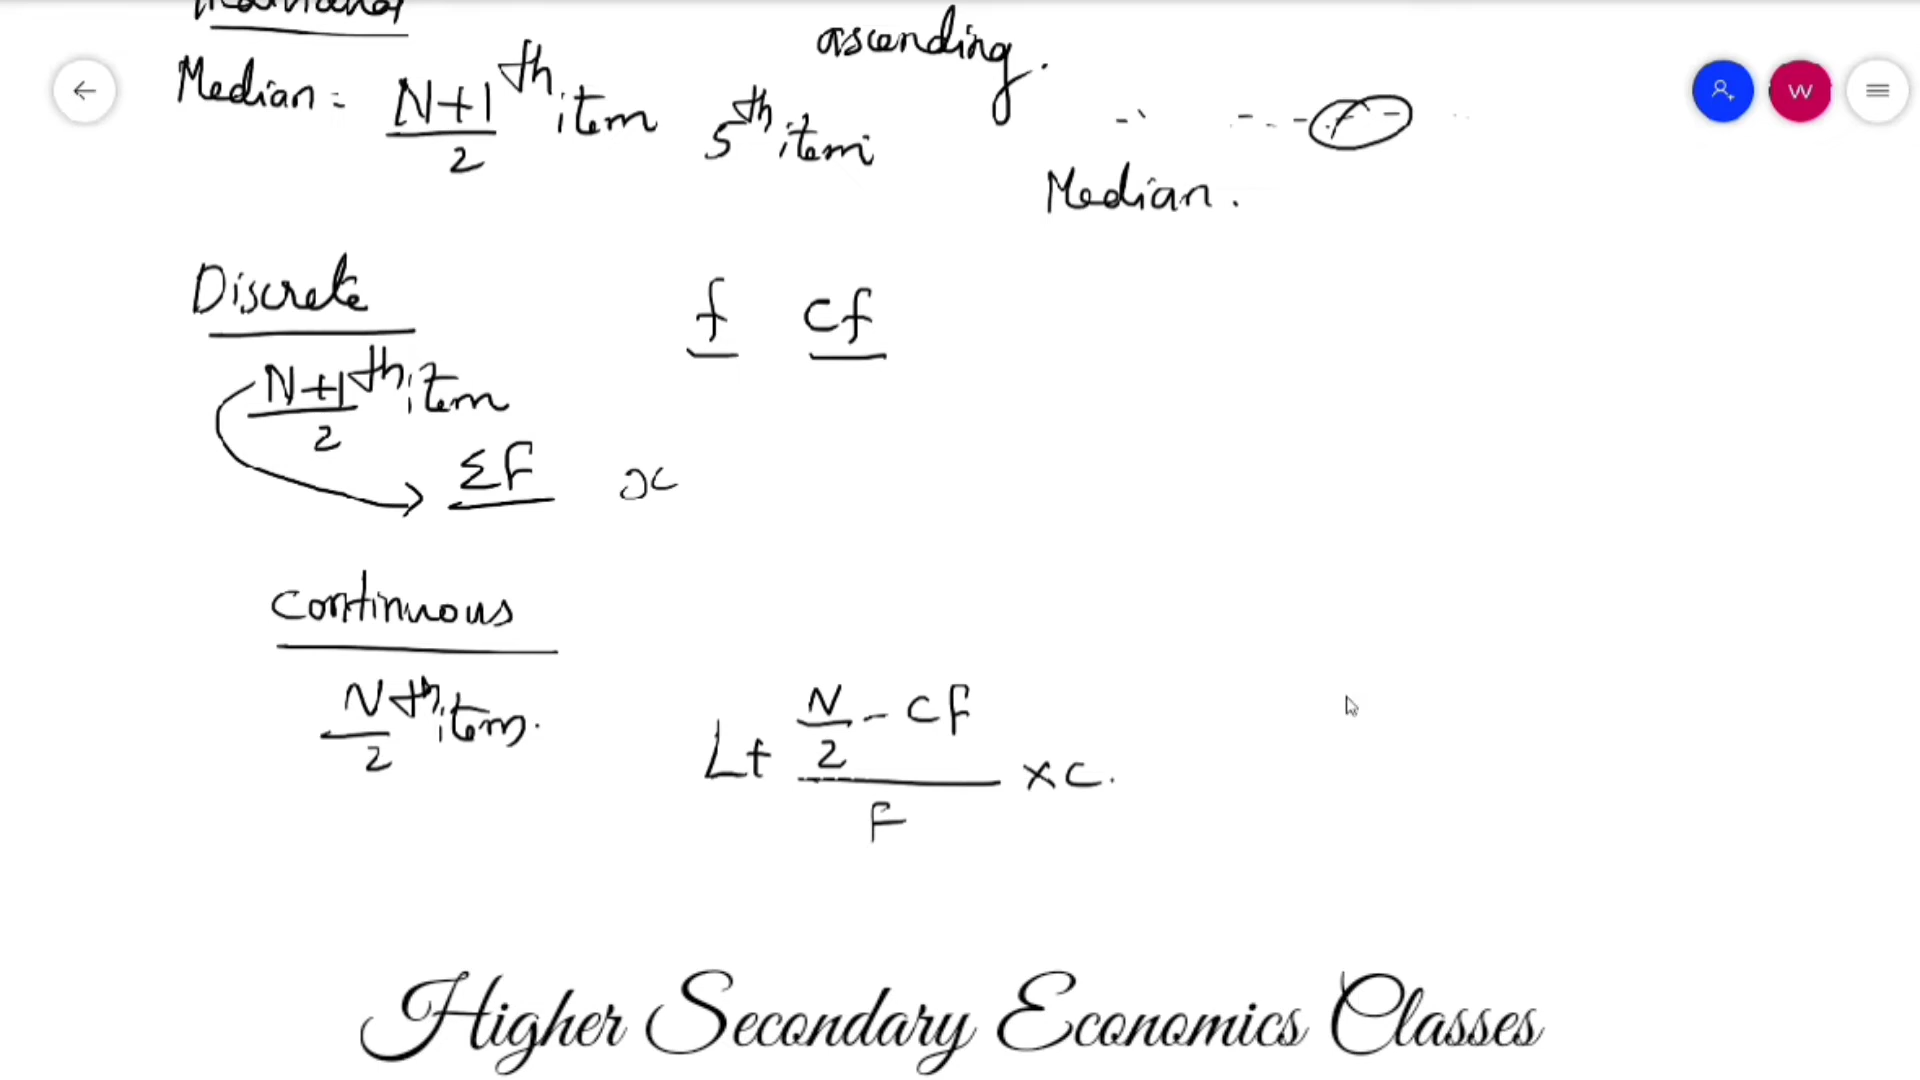 ascending.
Median = N+1/2 th item 5th item
Median.
Discrete f cf
N+1/2 th item
ΣF x
Continuous
N/2 th item.
L + (N/2 - cf)/F × c.
W
Higher Secondary Economics Classes